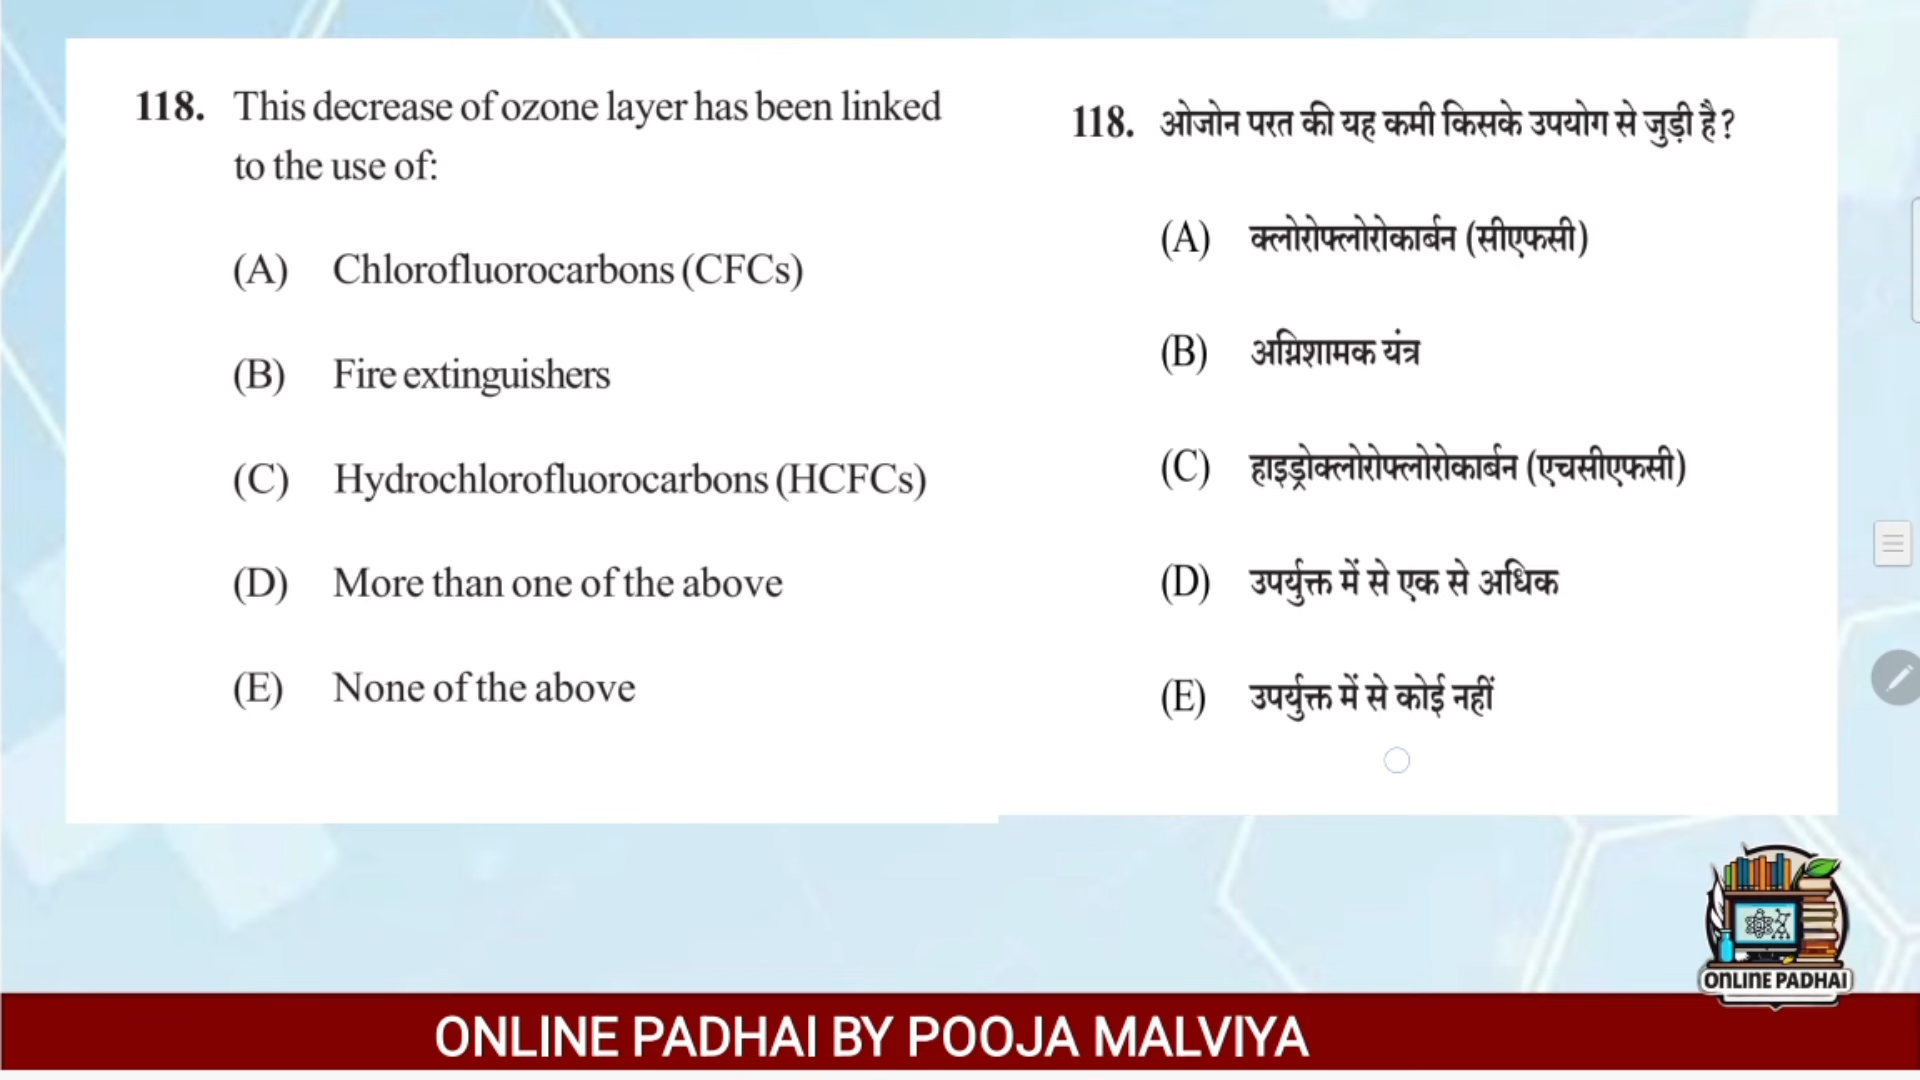 118. This decrease of ozone layer has been linked
to the use of:
(A) Chlorofluorocarbons (CFCs)
(B) Fire extinguishers
(C) Hydrochlorofluorocarbons (HCFCs)
(D) More than one of the above
(E) None of the above
118. ओजोन परत की यह कमी किसके उपयोग से जुड़ी है?
(A) क्लोरोफ्लोरोकार्बन (सीएफसी)
(B) अग्निशामक यंत्र
(C) हाइड्रोक्लोरोफ्लोरोकार्बन (एचसीएफसी)
(D) उपर्युक्त में से एक से अधिक
(E) उपर्युक्त में से कोई नहीं
ONLINE PADHAI
ONLINE PADHAI BY POOJA MALVIYA